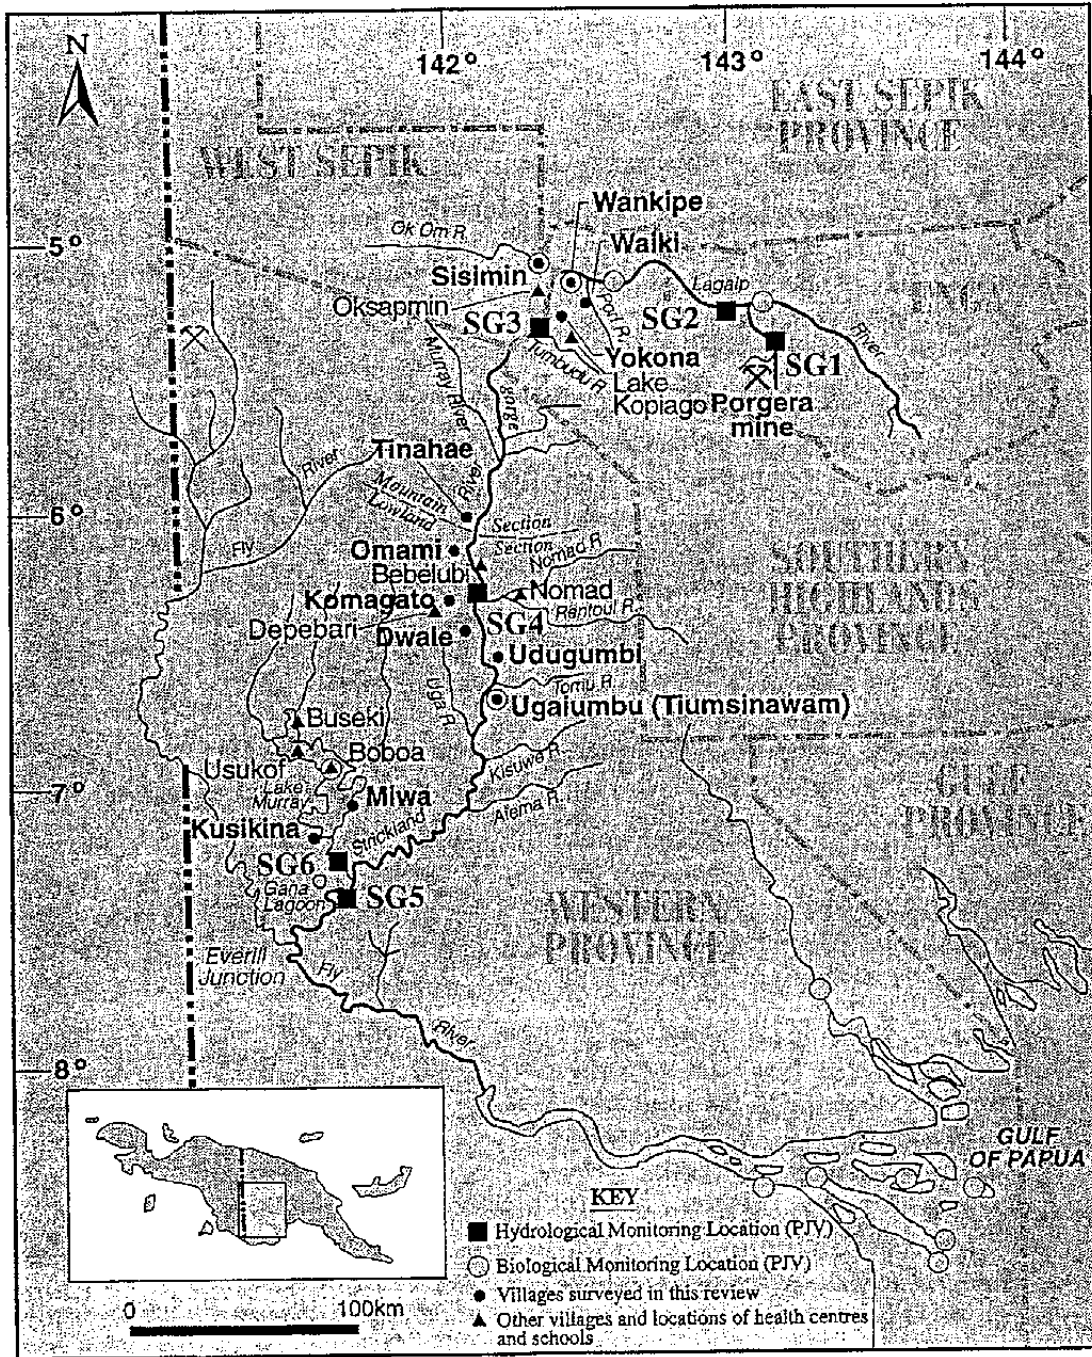 N
142°
143°
144°
EAST SEPIK
PROVINCE
WEST SEPIK
Wankipe
5°
Ok Om R.
Waiki
Sisimin
Lagaip
Oksapmin
SG2
ENGA
SG3
Pori R.
River
Murray River
Tumbudu R.
Yokona
SG1
Lake
Kopiago
Porgera
mine
gorge
Tinahae
River
River
Mountain
Lowland
Section
Section
6°
Fly
Omami
Nomad R.
Bebelubi
SOUTHERN
HIGHLANDS
PROVINCE
Komagato
Nomad
Rentoul R.
Depebari
SG4
Dwale
Udugumbi
Tomu R.
Uga R.
Ugaiumbu (Tiumsinawam)
Buseki
Boboa
Kisuwe R.
Usukof
Lake
Murray
GULF
PROVINCE
7°
Miwa
Aiema R.
Kusikina
Strickland
SG6
Gana
Lagoon
SG5
WESTERN
PROVINCE
Everill
Junction
Fly
River
8°
GULF
OF PAPUA
KEY
Hydrological Monitoring Location (PJV)
Biological Monitoring Location (PJV)
Villages surveyed in this review
Other villages and locations of health centres
and schools
0
100km